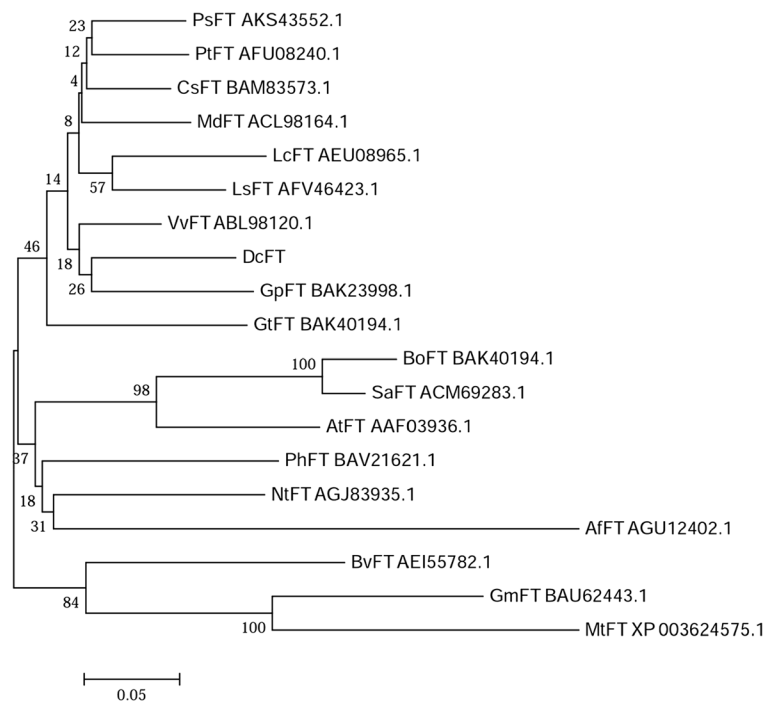 PsFT AKS43552.1
23
PtFT AFU08240.1
12
CsFT BAM83573.1
4
MdFT ACL98164.1
8
LcFT AEU08965.1
57
LsFT AFV46423.1
14
VvFT ABL98120.1
46
DcFT
18
GpFT BAK23998.1
26
GtFT BAK40194.1
BoFT BAK40194.1
100
SaFT ACM69283.1
98
AtFT AAF03936.1
PhFT BAV21621.1
37
NtFT AGJ83935.1
18
AfFT AGU12402.1
31
BvFT AEI55782.1
GmFT BAU62443.1
84
MtFT XP 003624575.1
100
0.05